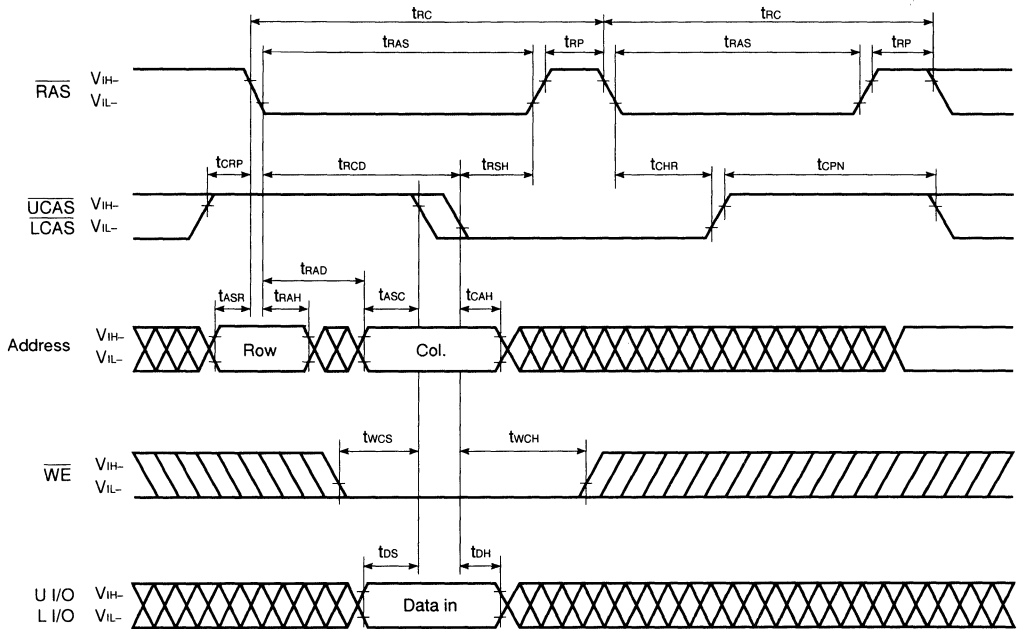 tRC tRC
tRAS tRP tRAS tRP
RAS VIH–
VIL–
tCRP tRCD tRSH tCHR tCPN
UCAS VIH–
LCAS VIL–
tRAD
tASR tRAH tASC tCAH
Address VIH–
VIL–
Row Col.
tWCS tWCH
WE VIH–
VIL–
tDS tDH
U I/O VIH–
L I/O VIL–
Data in